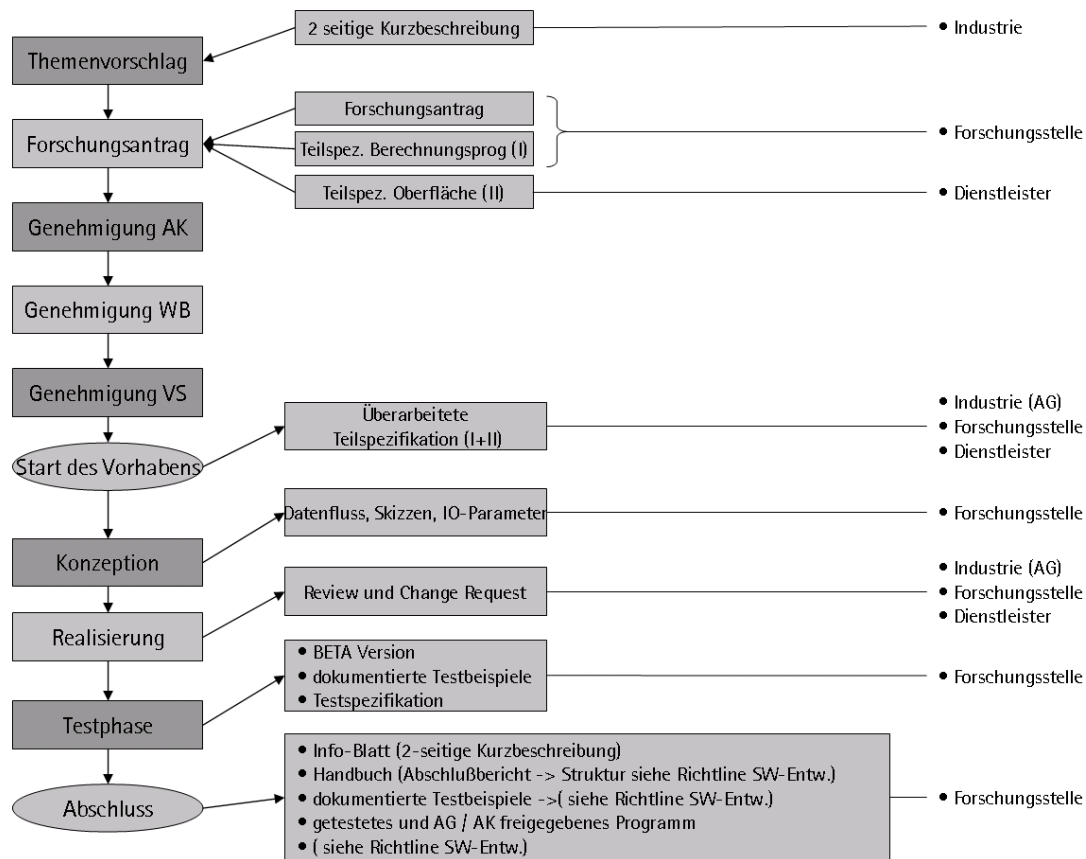 2 seitige Kurzbeschreibung
• Industrie
Themenvorschlag
Forschungsantrag
Forschungsantrag
Teilspez. Berechnungsprog (I)
• Forschungsstelle
Teilspez. Oberfläche (II)
• Dienstleister
Genehmigung AK
Genehmigung WB
Genehmigung VS
Überarbeitete
Teilspezifikation (I+II)
• Industrie (AG)
• Forschungsstelle
• Dienstleister
Start des Vorhabens
Datenfluss, Skizzen, IO-Parameter
• Forschungsstelle
Konzeption
Review und Change Request
• Industrie (AG)
• Forschungsstelle
• Dienstleister
Realisierung
• BETA Version
• dokumentierte Testbeispiele
• Testspezifikation
• Forschungsstelle
Testphase
• Info-Blatt (2-seitige Kurzbeschreibung)
• Handbuch (Abschlußbericht -> Struktur siehe Richtline SW-Entw.)
• dokumentierte Testbeispiele ->( siehe Richtline SW-Entw.)
• getestetes und AG / AK freigegebenes Programm
• ( siehe Richtline SW-Entw.)
• Forschungsstelle
Abschluss